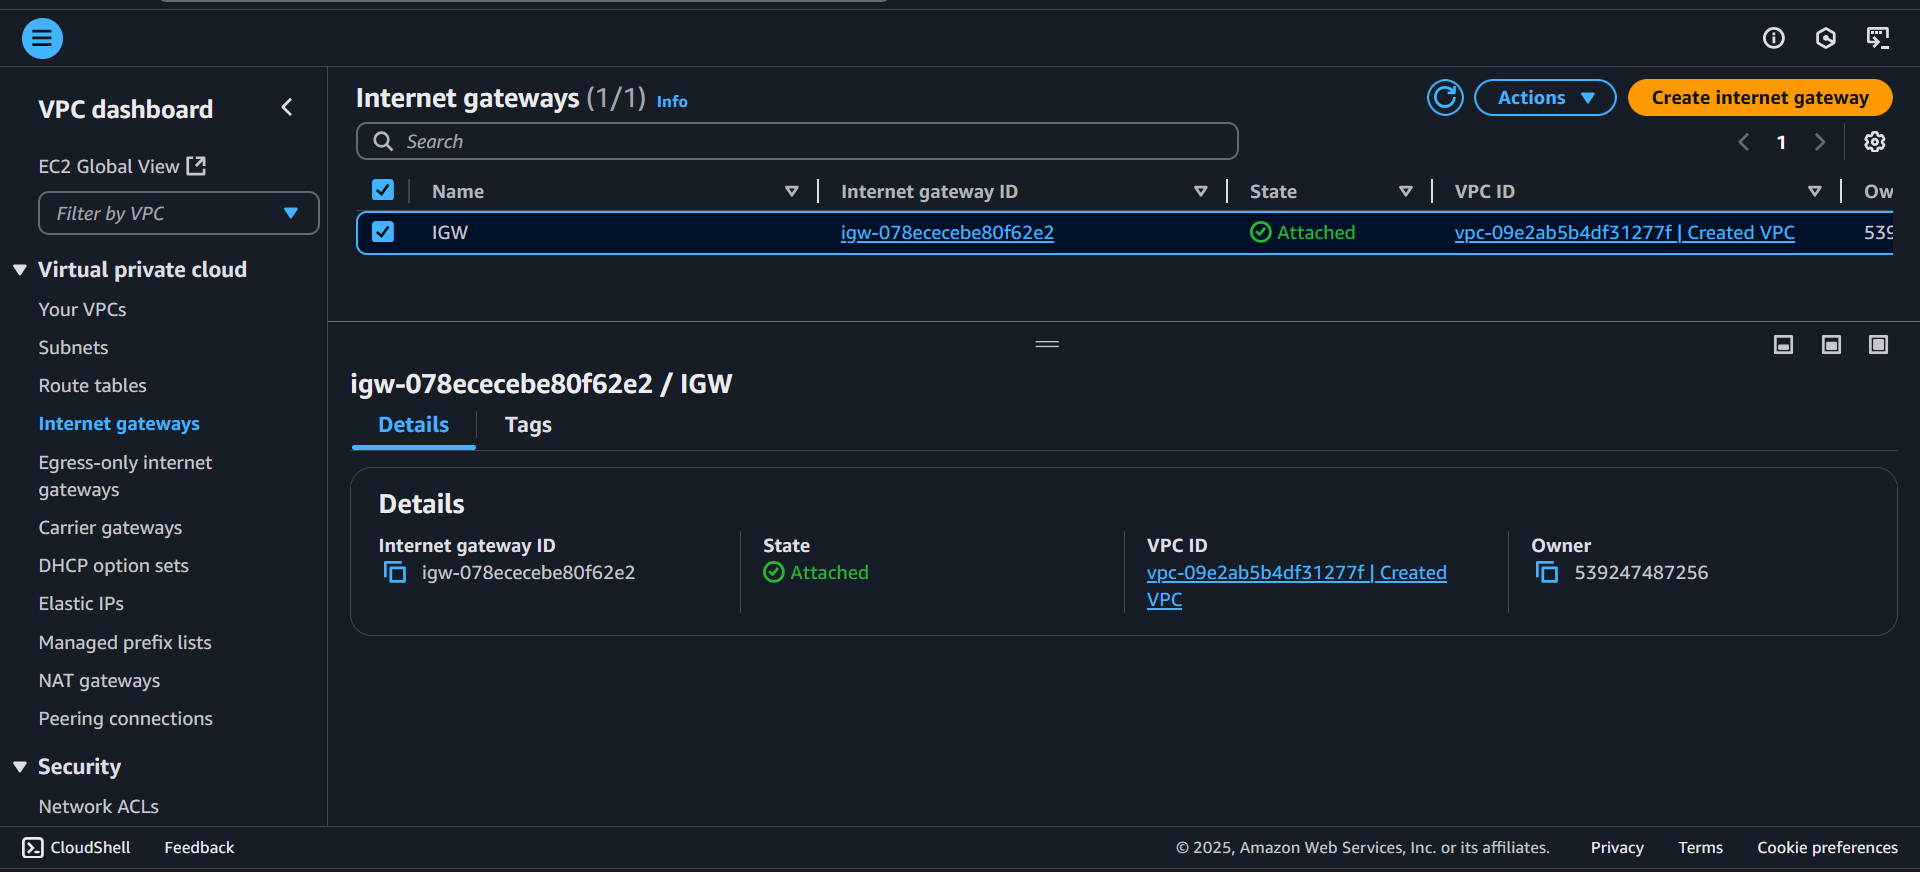 VPC dashboard
EC2 Global View
Filter by VPC
Virtual private cloud
Your VPCs
Subnets
Route tables
Internet gateways
Egress-only internet
gateways
Carrier gateways
DHCP option sets
Elastic IPs
Managed prefix lists
NAT gateways
Peering connections
Security
Network ACLs
Internet gateways (1/1) Info
Actions
Create internet gateway
Search
1
Name Internet gateway ID State VPC ID Ow
IGW igw-078ececebe80f62e2 Attached vpc-09e2ab5b4df31277f | Created VPC 539
igw-078ececebe80f62e2 / IGW
Details Tags
Details
Internet gateway ID
igw-078ececebe80f62e2
State
Attached
VPC ID
vpc-09e2ab5b4df31277f | Created
VPC
Owner
539247487256
CloudShell Feedback © 2025, Amazon Web Services, Inc. or its affiliates. Privacy Terms Cookie preferences